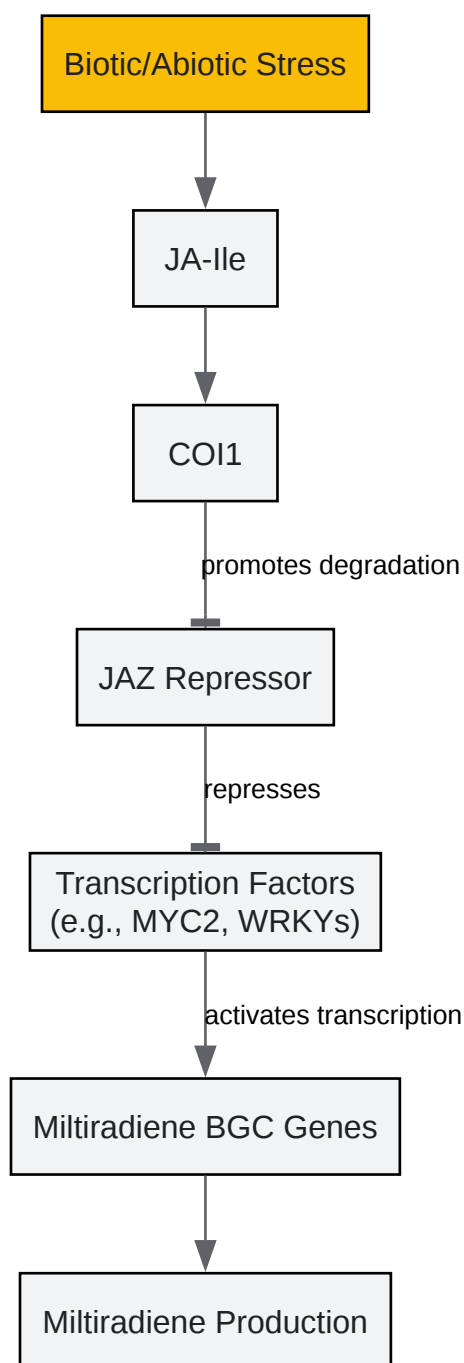 Biotic/Abiotic Stress
JA-Ile
COI1
promotes degradation
JAZ Repressor
represses
Transcription Factors
(e.g., MYC2, WRKYs)
activates transcription
Miltiradiene BGC Genes
Miltiradiene Production